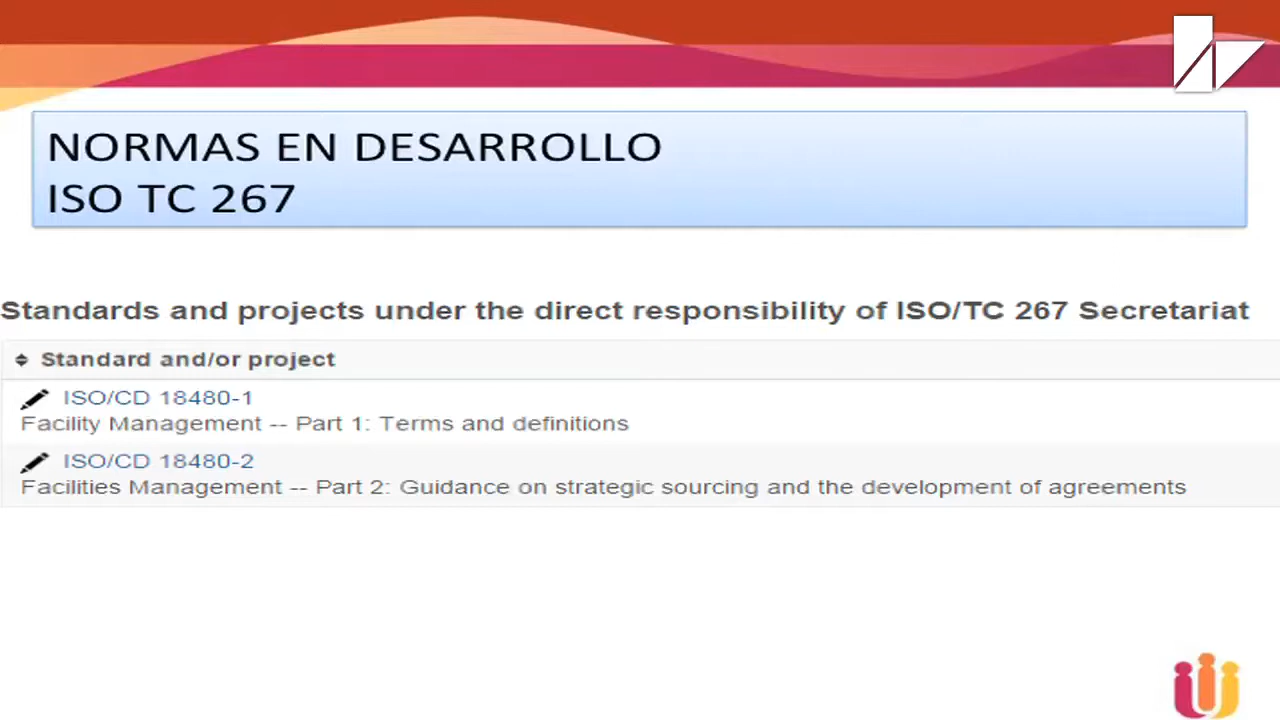 NORMAS EN DESARROLLO
ISO TC 267
Standards and projects under the direct responsibility of ISO/TC 267 Secretariat
Standard and/or project
ISO/CD 18480-1
Facility Management -- Part 1: Terms and definitions
ISO/CD 18480-2
Facilities Management -- Part 2: Guidance on strategic sourcing and the development of agreements